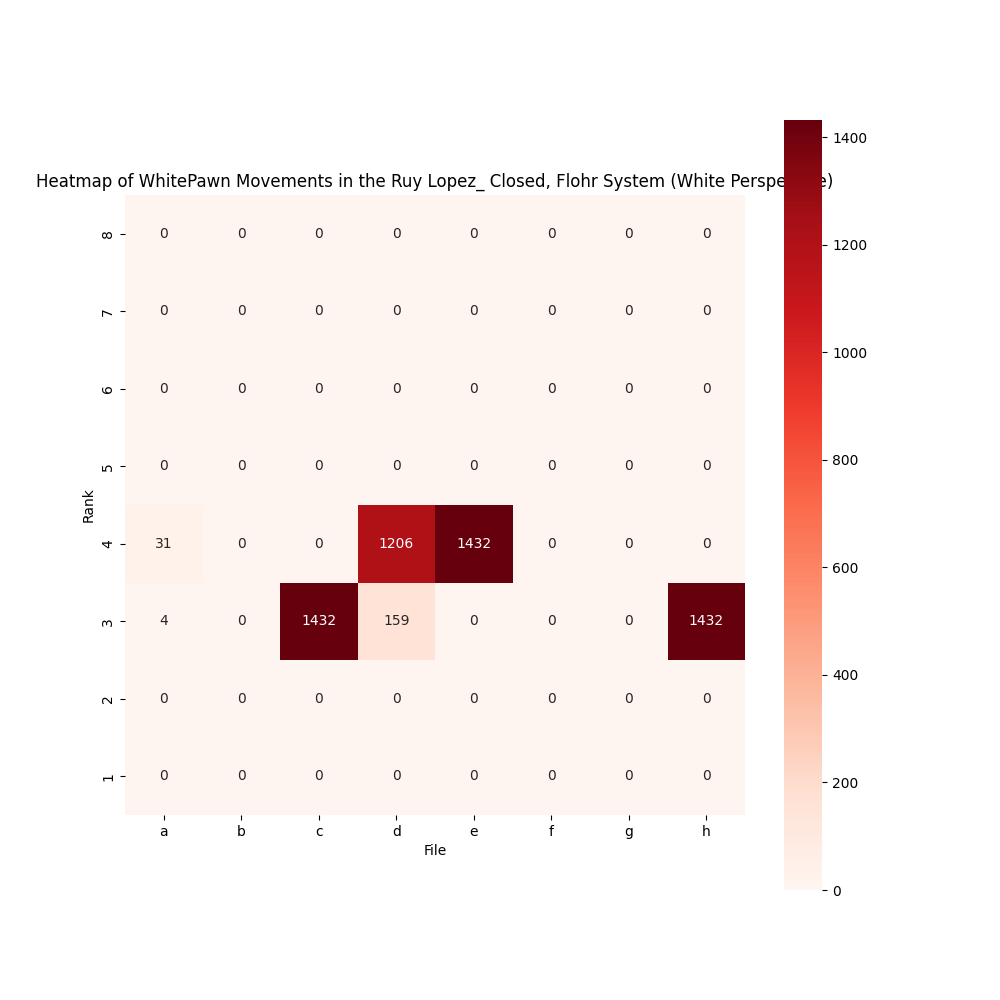 Heatmap of WhitePawn Movements in the Ruy Lopez_ Closed, Flohr System (White Perspe e)
8 0 0 0 0 0 0 0 0
7 0 0 0 0 0 0 0 0
6 0 0 0 0 0 0 0 0
5 0 0 0 0 0 0 0 0
4 31 0 0 1206 1432 0 0 0
3 4 0 1432 159 0 0 0 1432
2 0 0 0 0 0 0 0 0
1 0 0 0 0 0 0 0 0
a b c d e f g h
File
Rank
1400
1200
1000
800
600
400
200
0